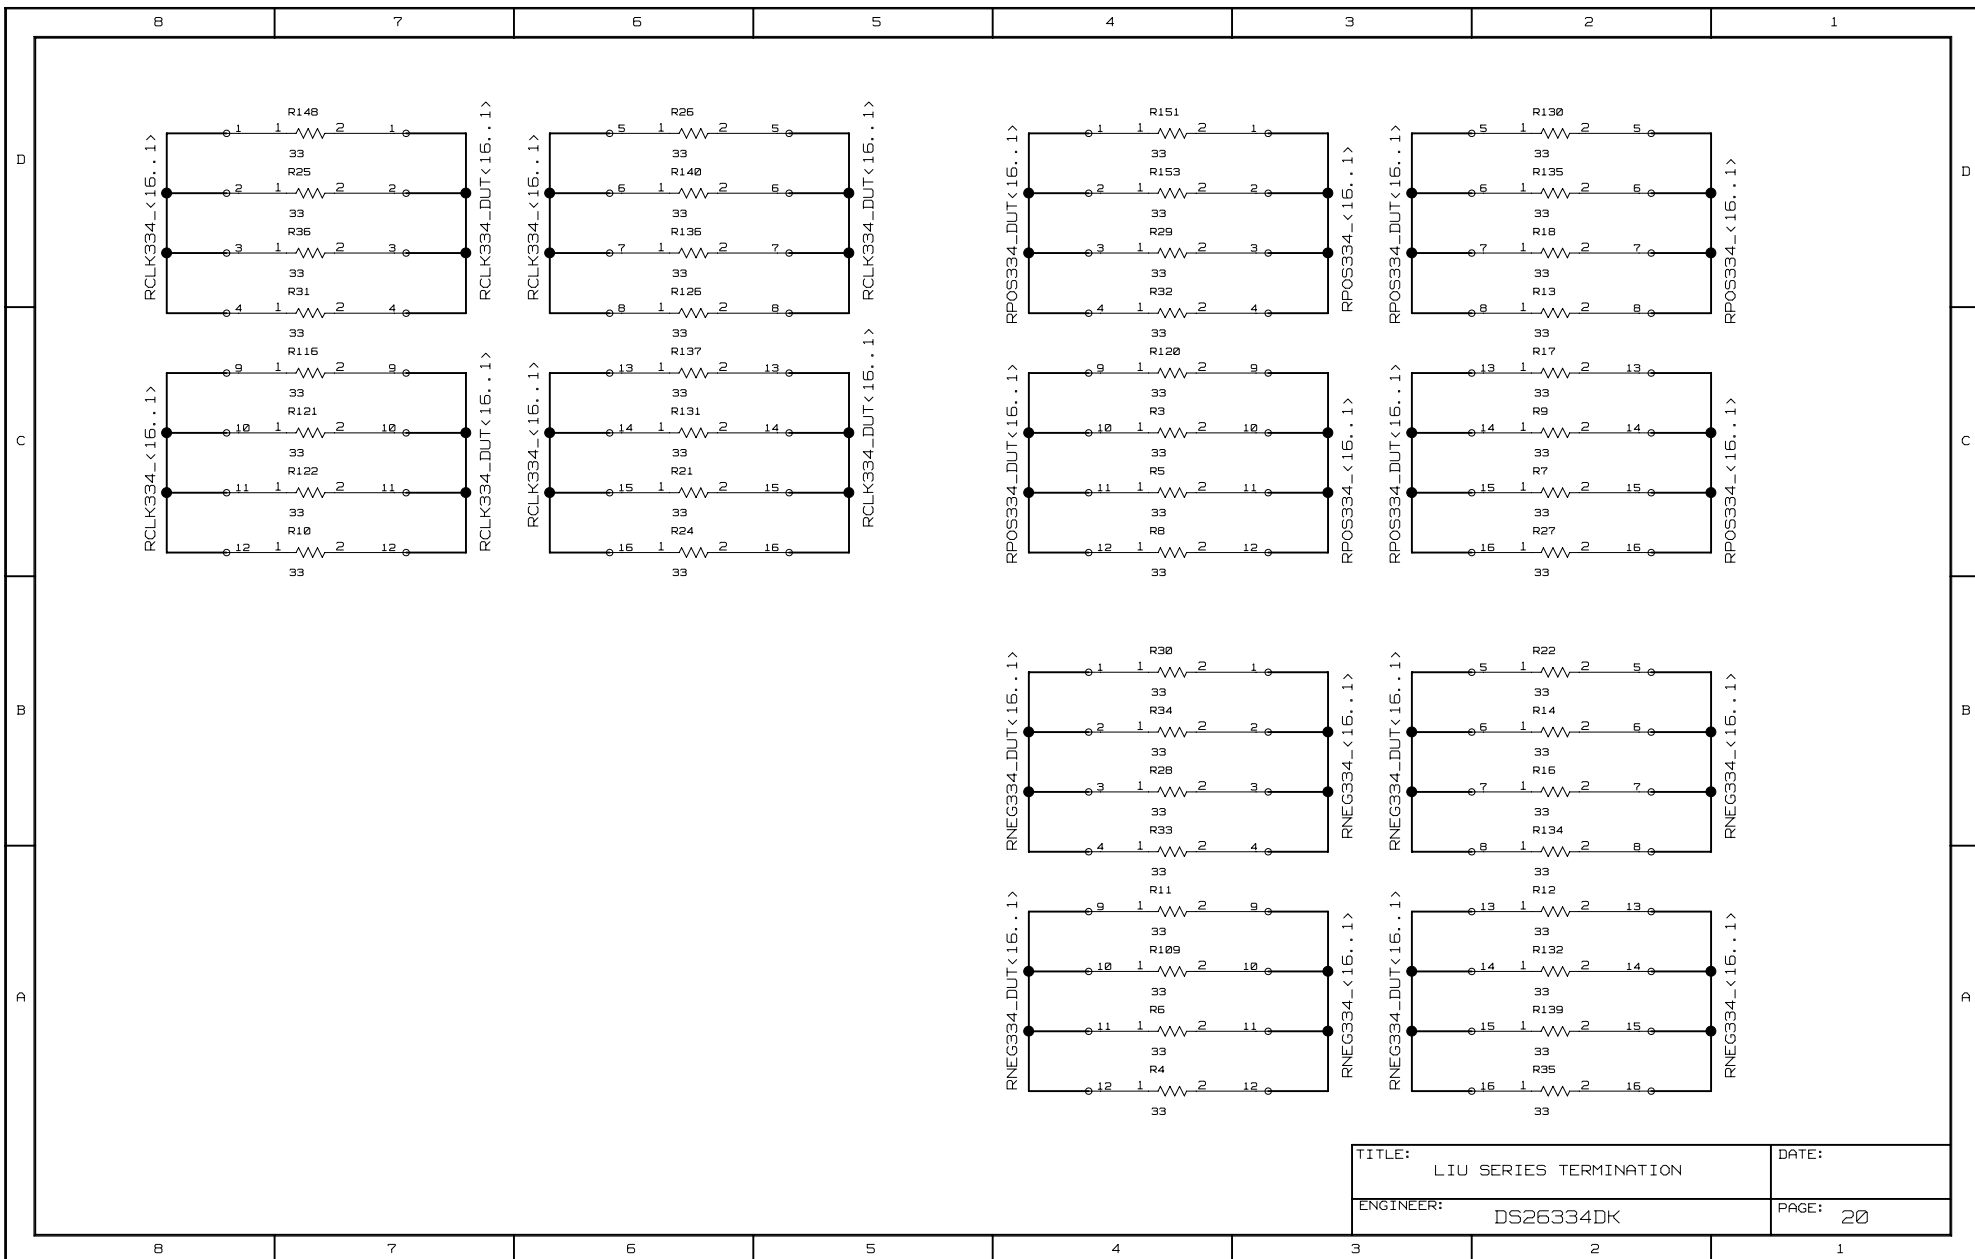 8 7 6 5 4 3 2 1
D
C
B
A
RCLK334_<16..1>
1 1 R148 2 1
33
2 1 R25 2 2
33
3 1 R36 2 3
33
4 1 R31 2 4
33
RCLK334_DUT<16..1>
RCLK334_<16..1>
5 1 R26 2 5
33
6 1 R140 2 6
33
7 1 R136 2 7
33
8 1 R126 2 8
33
RCLK334_DUT<16..1>
RPOS334_DUT<16..1>
1 1 R151 2 1
33
2 1 R153 2 2
33
3 1 R29 2 3
33
4 1 R32 2 4
33
RPOS334_<16..1>
RPOS334_DUT<16..1>
5 1 R130 2 5
33
6 1 R135 2 6
33
7 1 R18 2 7
33
8 1 R13 2 8
33
RPOS334_<16..1>
RCLK334_<16..1>
9 1 R116 2 9
33
10 1 R121 2 10
33
11 1 R122 2 11
33
12 1 R10 2 12
33
RCLK334_DUT<16..1>
RCLK334_<16..1>
13 1 R137 2 13
33
14 1 R131 2 14
33
15 1 R21 2 15
33
16 1 R24 2 16
33
RCLK334_DUT<16..1>
RPOS334_DUT<16..1>
9 1 R120 2 9
33
10 1 R3 2 10
33
11 1 R5 2 11
33
12 1 R8 2 12
33
RPOS334_<16..1>
RPOS334_DUT<16..1>
13 1 R17 2 13
33
14 1 R9 2 14
33
15 1 R7 2 15
33
16 1 R27 2 16
33
RPOS334_<16..1>
RNEG334_DUT<16..1>
1 1 R30 2 1
33
2 1 R34 2 2
33
3 1 R28 2 3
33
4 1 R33 2 4
33
RNEG334_<16..1>
RNEG334_DUT<16..1>
5 1 R22 2 5
33
6 1 R14 2 6
33
7 1 R16 2 7
33
8 1 R134 2 8
33
RNEG334_<16..1>
RNEG334_DUT<16..1>
9 1 R11 2 9
33
10 1 R109 2 10
33
11 1 R6 2 11
33
12 1 R4 2 12
33
RNEG334_<16..1>
RNEG334_DUT<16..1>
13 1 R12 2 13
33
14 1 R132 2 14
33
15 1 R139 2 15
33
16 1 R35 2 16
33
RNEG334_<16..1>
D
C
B
A
TITLE:
LIU SERIES TERMINATION
DATE:
ENGINEER:
DS26334DK
PAGE: 20
8 7 6 5 4 3 2 1